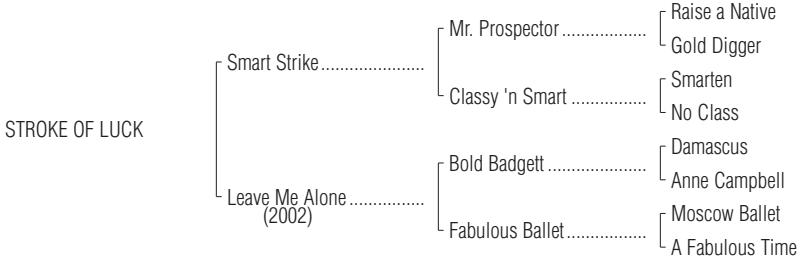 Raise a Native
Mr. Prospector..................
Gold Digger
Smart Strike......................
Smarten
Classy 'n Smart ................
No Class
STROKE OF LUCK
Damascus
Bold Badgett .....................
Anne Campbell
Leave Me Alone ................
(2002)
Moscow Ballet
Fabulous Ballet.................
A Fabulous Time